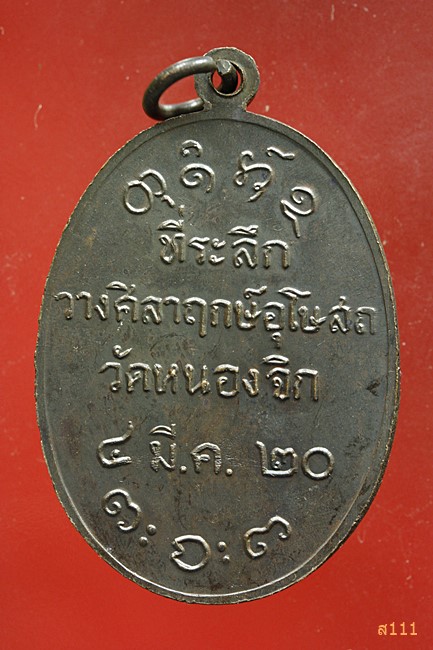 ที่ระลึก
วางศิลาฤกษ์อุโบสถ
วัดหนองจิก
๔ มี.ค. ๒๐
ส111